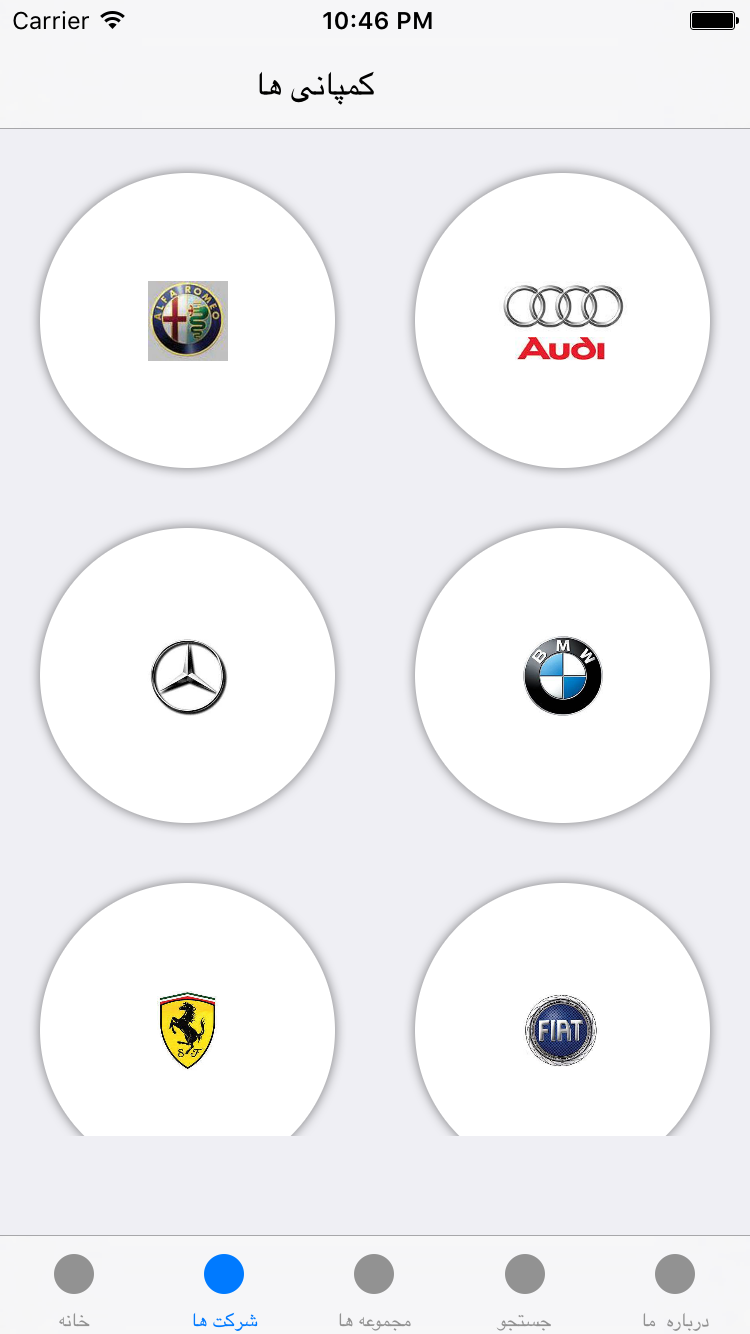 Carrier 10:46 PM
کمپانی ها
ALFA ROMEO
Audi
BMW
SF
FIAT
خانه
شرکت ها
مجموعه ها
جستجو
درباره ما